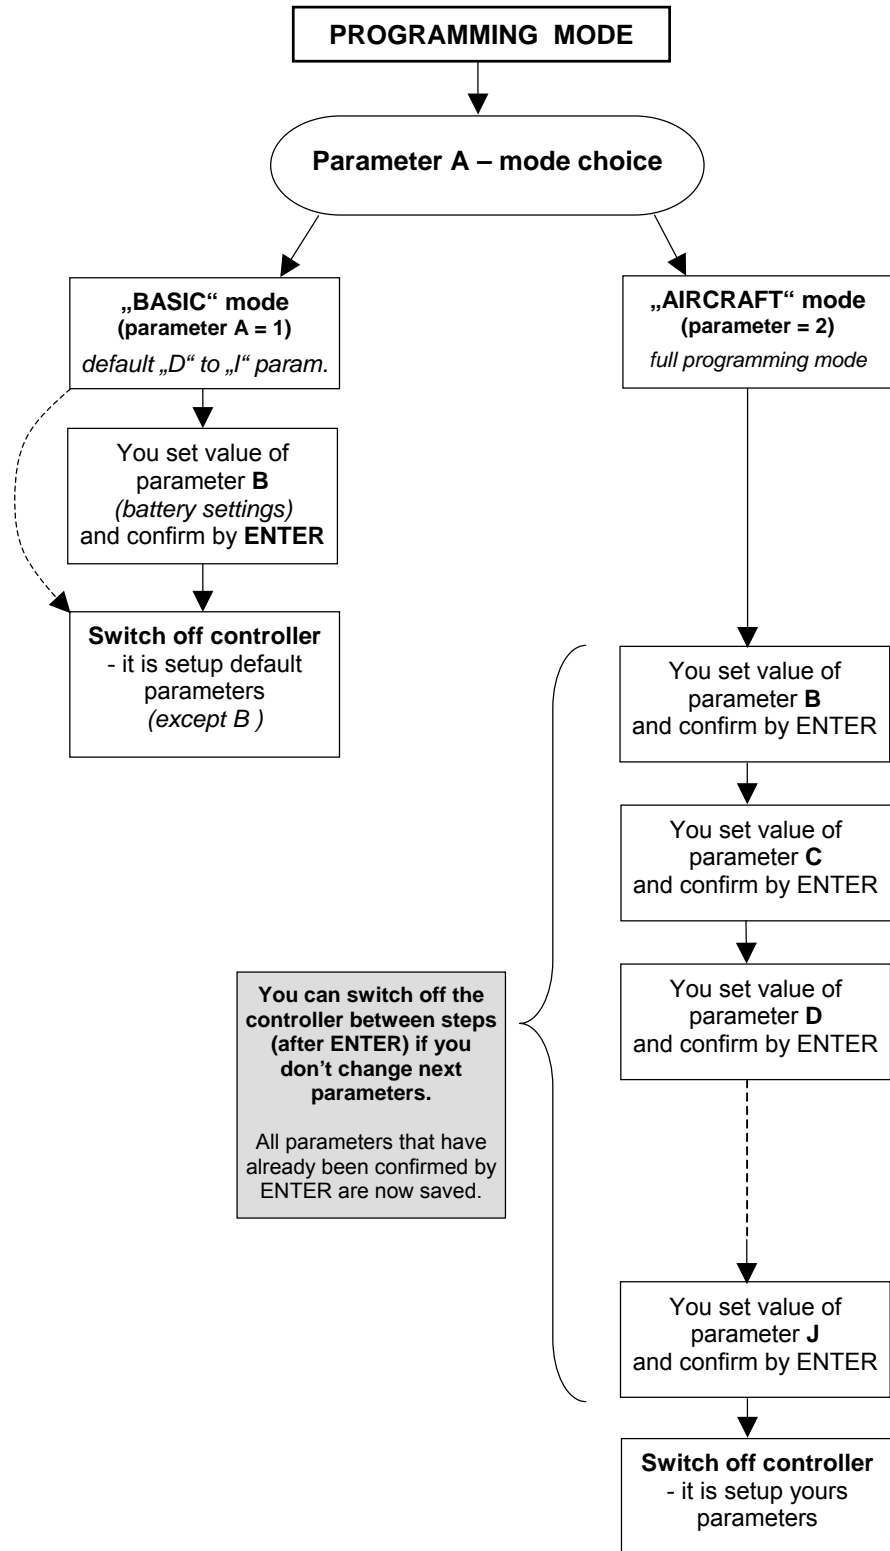 PROGRAMMING MODE
Parameter A – mode choice
„BASIC“ mode
(parameter A = 1)
default „D“ to „I“ param.
You set value of
parameter B
(battery settings)
and confirm by ENTER
Switch off controller
- it is setup default
parameters
(except B )
„AIRCRAFT“ mode
(parameter = 2)
full programming mode
You set value of
parameter B
and confirm by ENTER
You set value of
parameter C
and confirm by ENTER
You set value of
parameter D
and confirm by ENTER
You can switch off the
controller between steps
(after ENTER) if you
don’t change next
parameters.
All parameters that have
already been confirmed by
ENTER are now saved.
You set value of
parameter J
and confirm by ENTER
Switch off controller
- it is setup yours
parameters